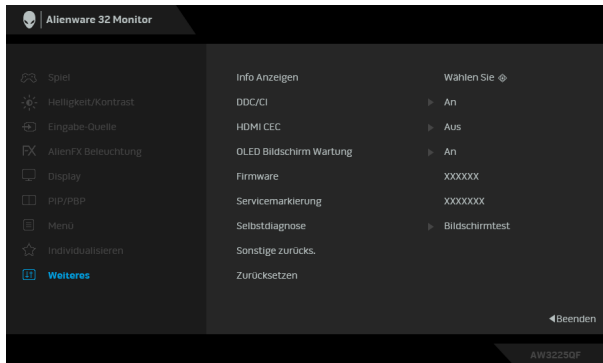 Alienware 32 Monitor
Spiel
Helligkeit/Kontrast
Eingabe-Quelle
AlienFX Beleuchtung
Display
PIP/PBP
Menü
Individualisieren
Weiteres
Info Anzeigen Wählen Sie
DDC/CI An
HDMI CEC Aus
OLED Bildschirm Wartung An
Firmware XXXXXX
Servicemarkierung XXXXXXX
Selbstdiagnose Bildschirmtest
Sonstige zurücks.
Zurücksetzen
Beenden
AW3225QF